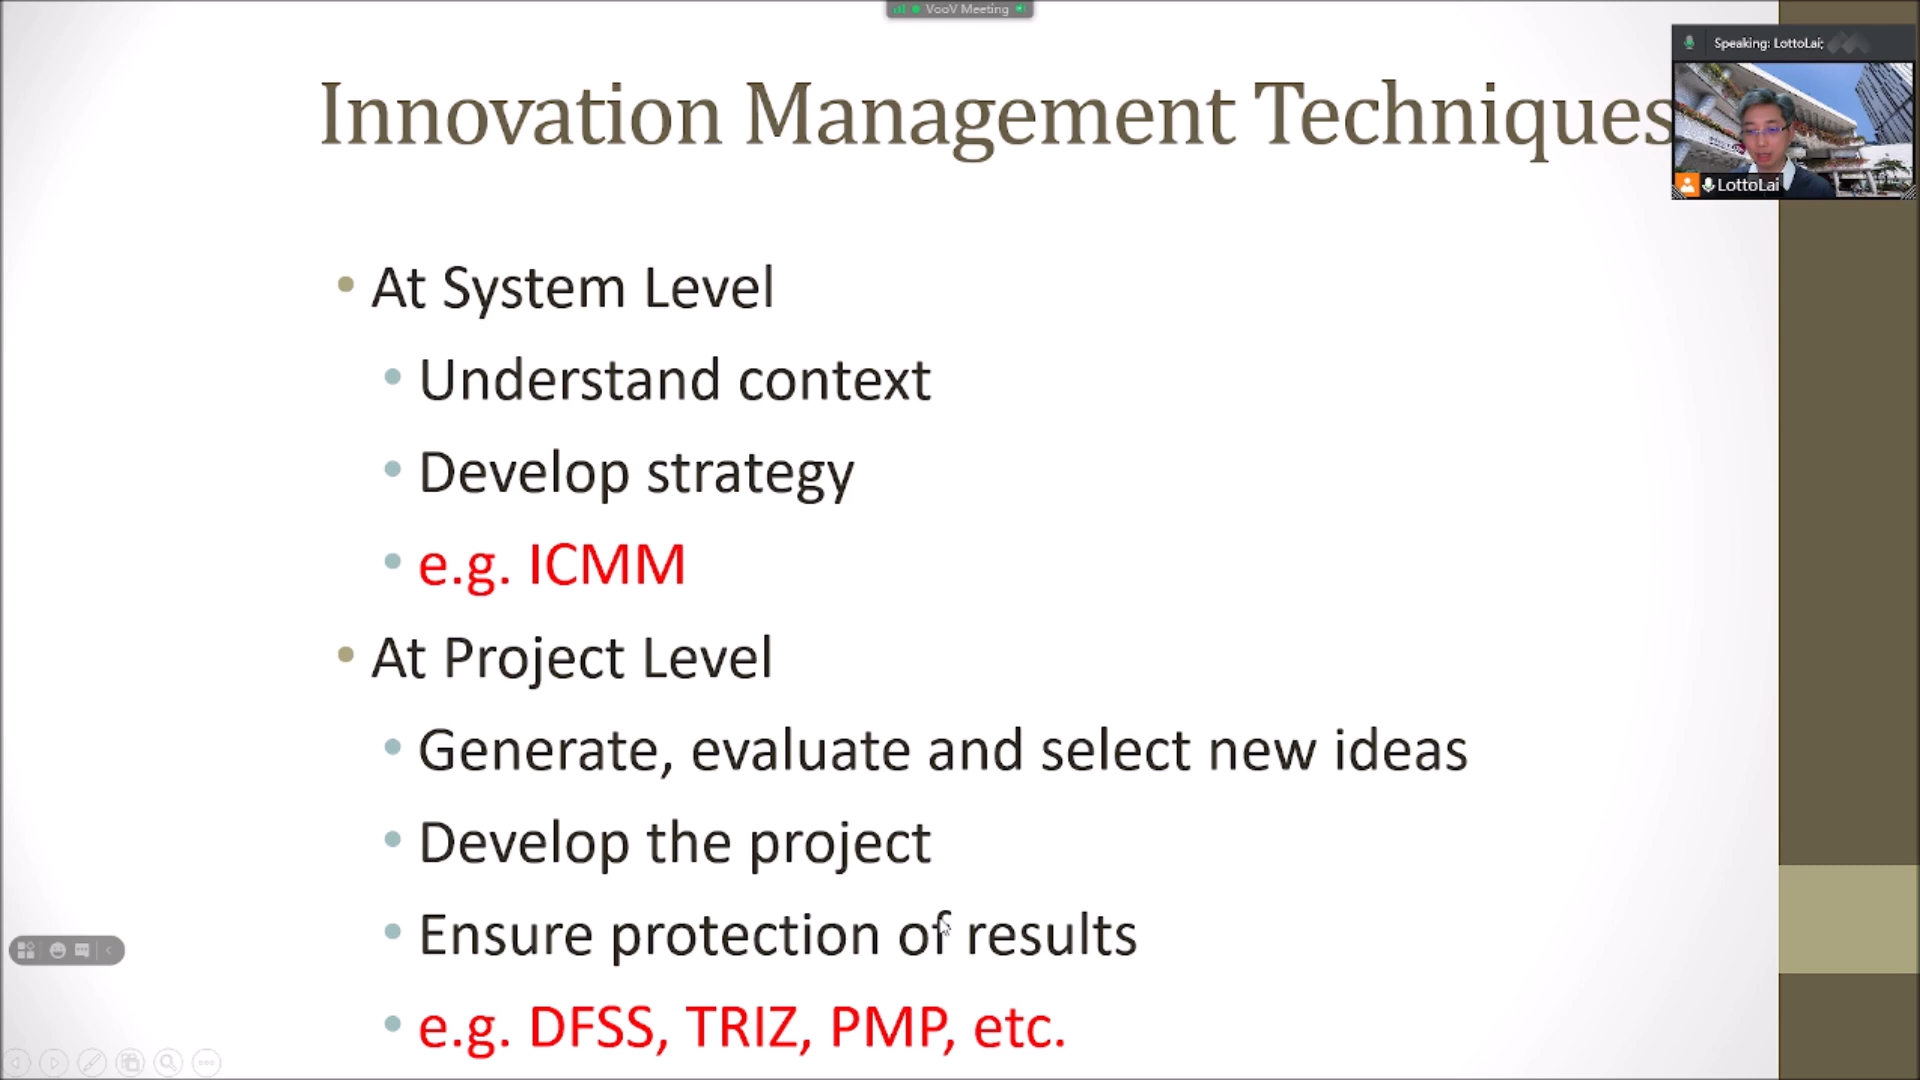 VooV Meeting
Speaking: LottoLai;
Innovation Management Techniques
LottoLai
At System Level
Understand context
Develop strategy
e.g. ICMM
At Project Level
Generate, evaluate and select new ideas
Develop the project
Ensure protection of results
e.g. DFSS, TRIZ, PMP, etc.